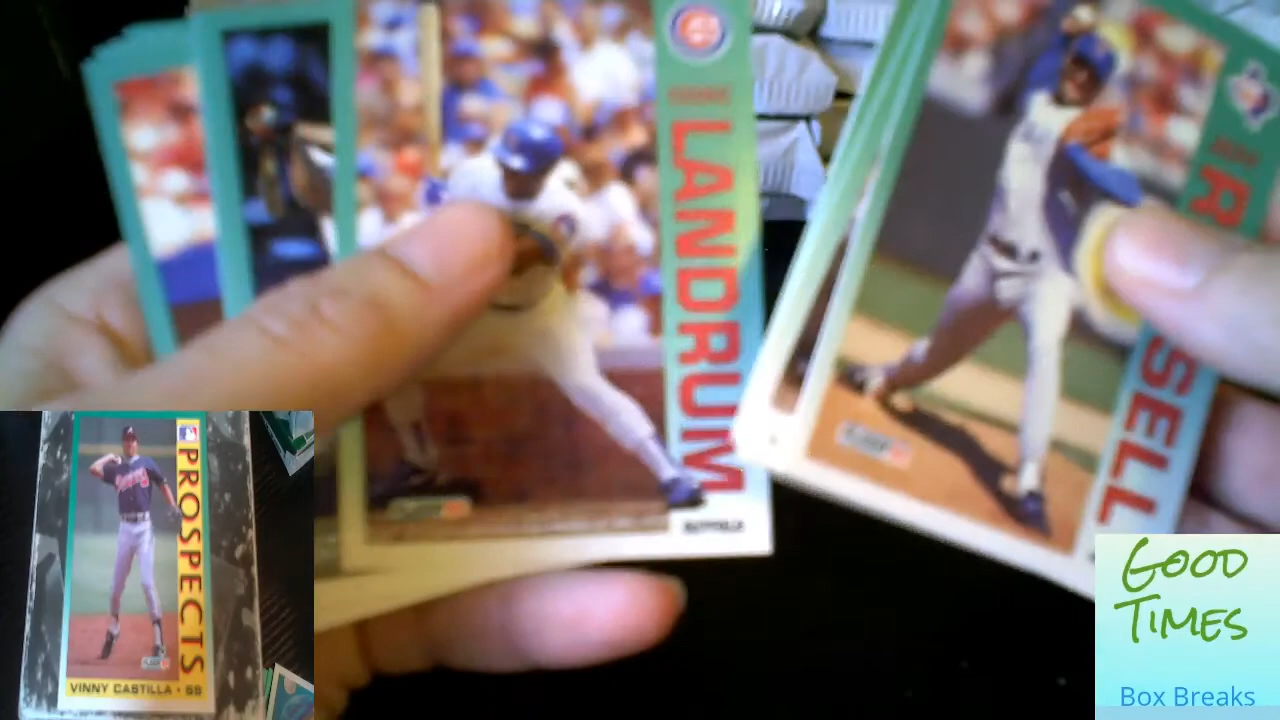 LANDRUM
R SELL
PROSPECTS
VINNY CASTILLA • SS
GOOD
TIMES
Box Breaks